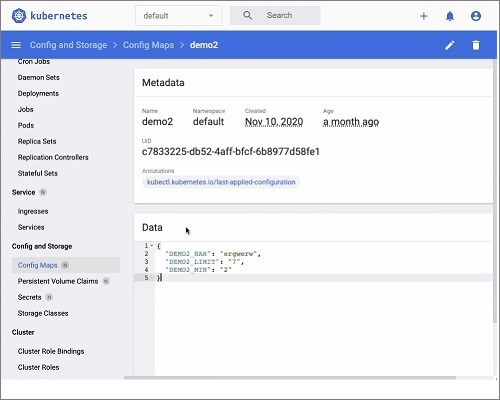 kubernetes
default
Search
Config and Storage > Config Maps > demo2
Cron Jobs
Daemon Sets
Deployments
Jobs
Pods
Replica Sets
Replication Controllers
Stateful Sets
Service N
Ingresses
Services
Config and Storage
Config Maps N
Persistent Volume Claims N
Secrets N
Storage Classes
Cluster
Cluster Role Bindings
Cluster Roles
Metadata
Name Namespace Created Age
demo2 default Nov 10, 2020 a month ago
UID
c7833225-db52-4aff-bfcf-6b8977d58fe1
Annotations
kubectl.kubernetes.io/last-applied-configuration
Data
1 {
2 "DEMO2_HAH": "ergwerw",
3 "DEMO2_LIMIT": "7",
4 "DEMO2_MIN": "2"
5 }